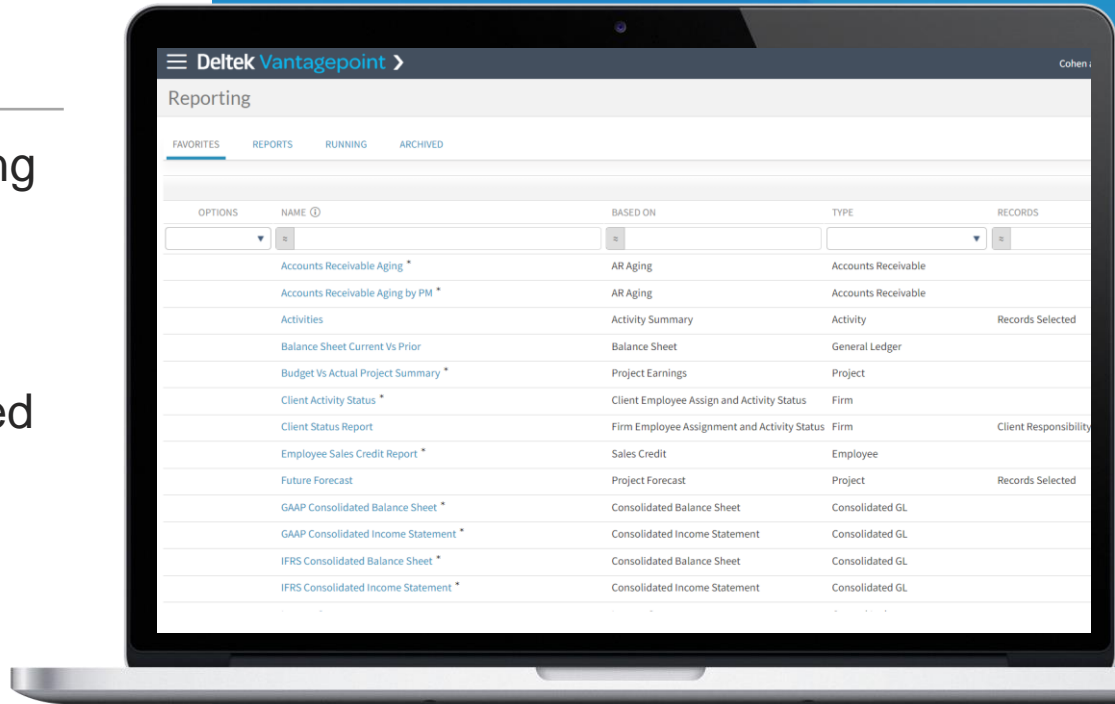 ng
ed
Deltek Vantagepoint
Cohen a
Reporting
FAVORITES REPORTS RUNNING ARCHIVED
OPTIONS NAME BASED ON TYPE RECORDS
Accounts Receivable Aging * AR Aging Accounts Receivable
Accounts Receivable Aging by PM * AR Aging Accounts Receivable
Activities Activity Summary Activity Records Selected
Balance Sheet Current Vs Prior Balance Sheet General Ledger
Budget Vs Actual Project Summary * Project Earnings Project
Client Activity Status * Client Employee Assign and Activity Status Firm
Client Status Report Firm Employee Assignment and Activity Status Firm Client Responsibility
Employee Sales Credit Report * Sales Credit Employee
Future Forecast Project Forecast Project Records Selected
GAAP Consolidated Balance Sheet * Consolidated Balance Sheet Consolidated GL
GAAP Consolidated Income Statement * Consolidated Income Statement Consolidated GL
IFRS Consolidated Balance Sheet * Consolidated Balance Sheet Consolidated GL
IFRS Consolidated Income Statement * Consolidated Income Statement Consolidated GL